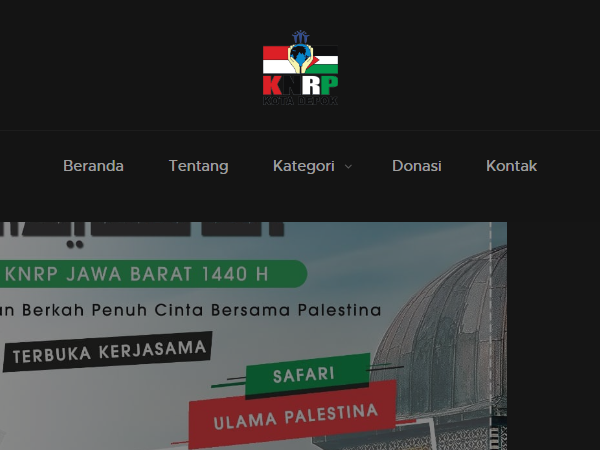 KNRP
KOTA DEPOK
Beranda
Tentang
Kategori
Donasi
Kontak
KNRP JAWA BARAT 1440 H
Berkah Penuh Cinta Bersama Palestina
TERBUKA KERJASAMA
SAFARI
ULAMA PALESTINA